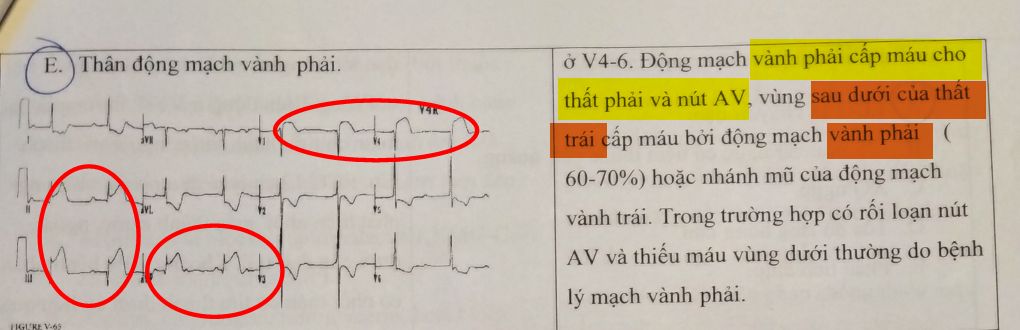 E. Thân động mạch vành phải.
V4R
aVR
V1
V4
II
aVL
V2
V5
III
V3
V6
FIGURE V-65
ở V4-6. Động mạch vành phải cấp máu cho
thất phải và nút AV, vùng sau dưới của thất
trái cấp máu bởi động mạch vành phải (
60-70%) hoặc nhánh mũ của động mạch
vành trái. Trong trường hợp có rối loạn nút
AV và thiếu máu vùng dưới thường do bệnh
lý mạch vành phải.